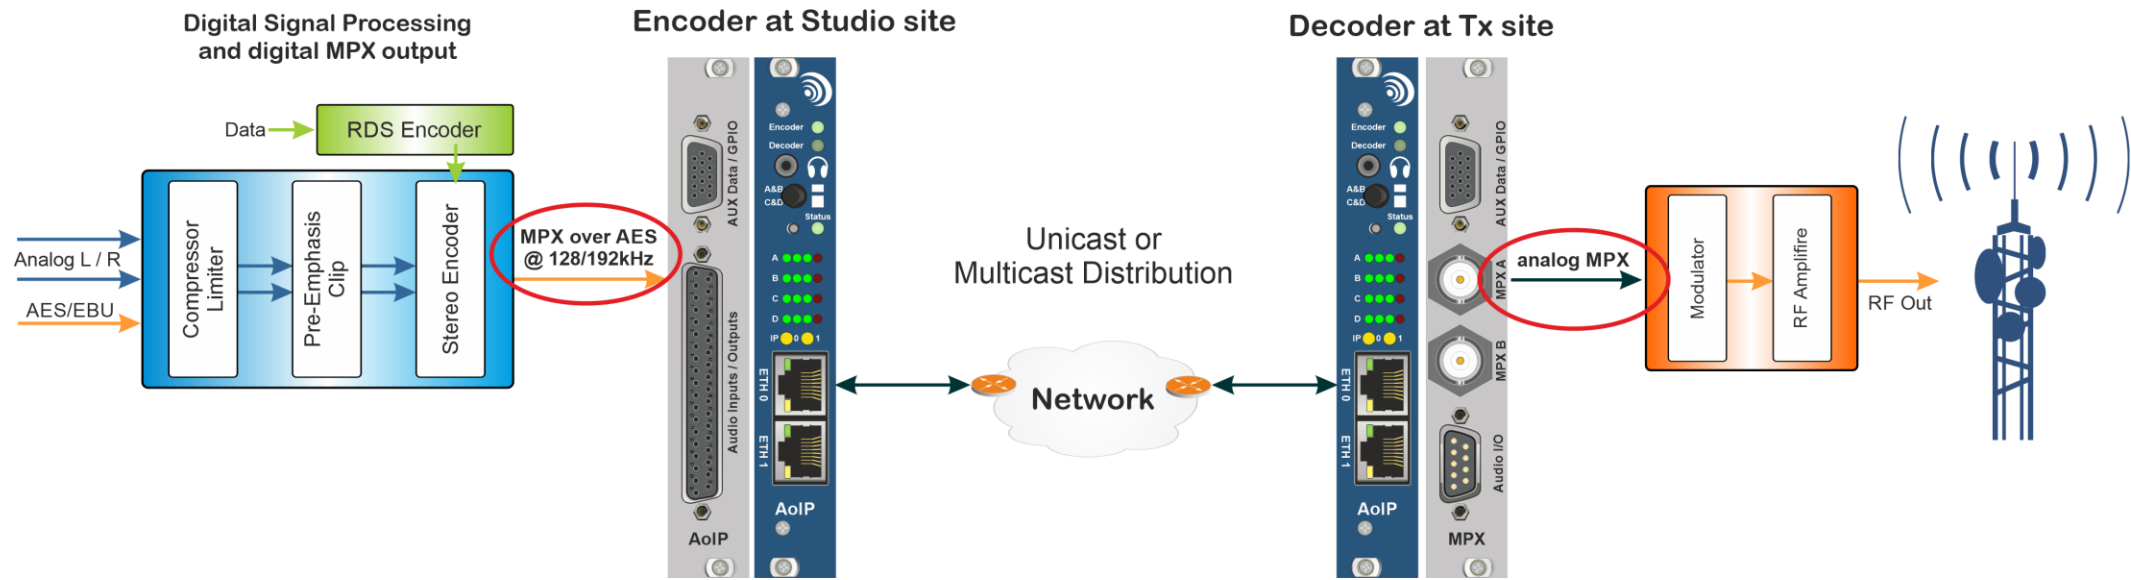 Digital Signal Processing
and digital MPX output
Data
RDS Encoder
Compressor
Limiter
Pre-Emphasis
Clip
Stereo Encoder
Analog L / R
AES/EBU
MPX over AES
@ 128/192kHz
Encoder at Studio site
AUX Data / GPIO
Audio Inputs / Outputs
AoIP
Encoder
Decoder
A&B
C&D
Status
A
B
C
D
IP 0 1
ETH 0
ETH 1
AoIP
Unicast or
Multicast Distribution
Network
Decoder at Tx site
Encoder
Decoder
A&B
C&D
Status
A
B
C
D
IP 0 1
ETH 0
ETH 1
AoIP
AUX Data / GPIO
MPX A
MPX B
Audio I/O
MPX
analog MPX
Modulator
RF Amplifire
RF Out